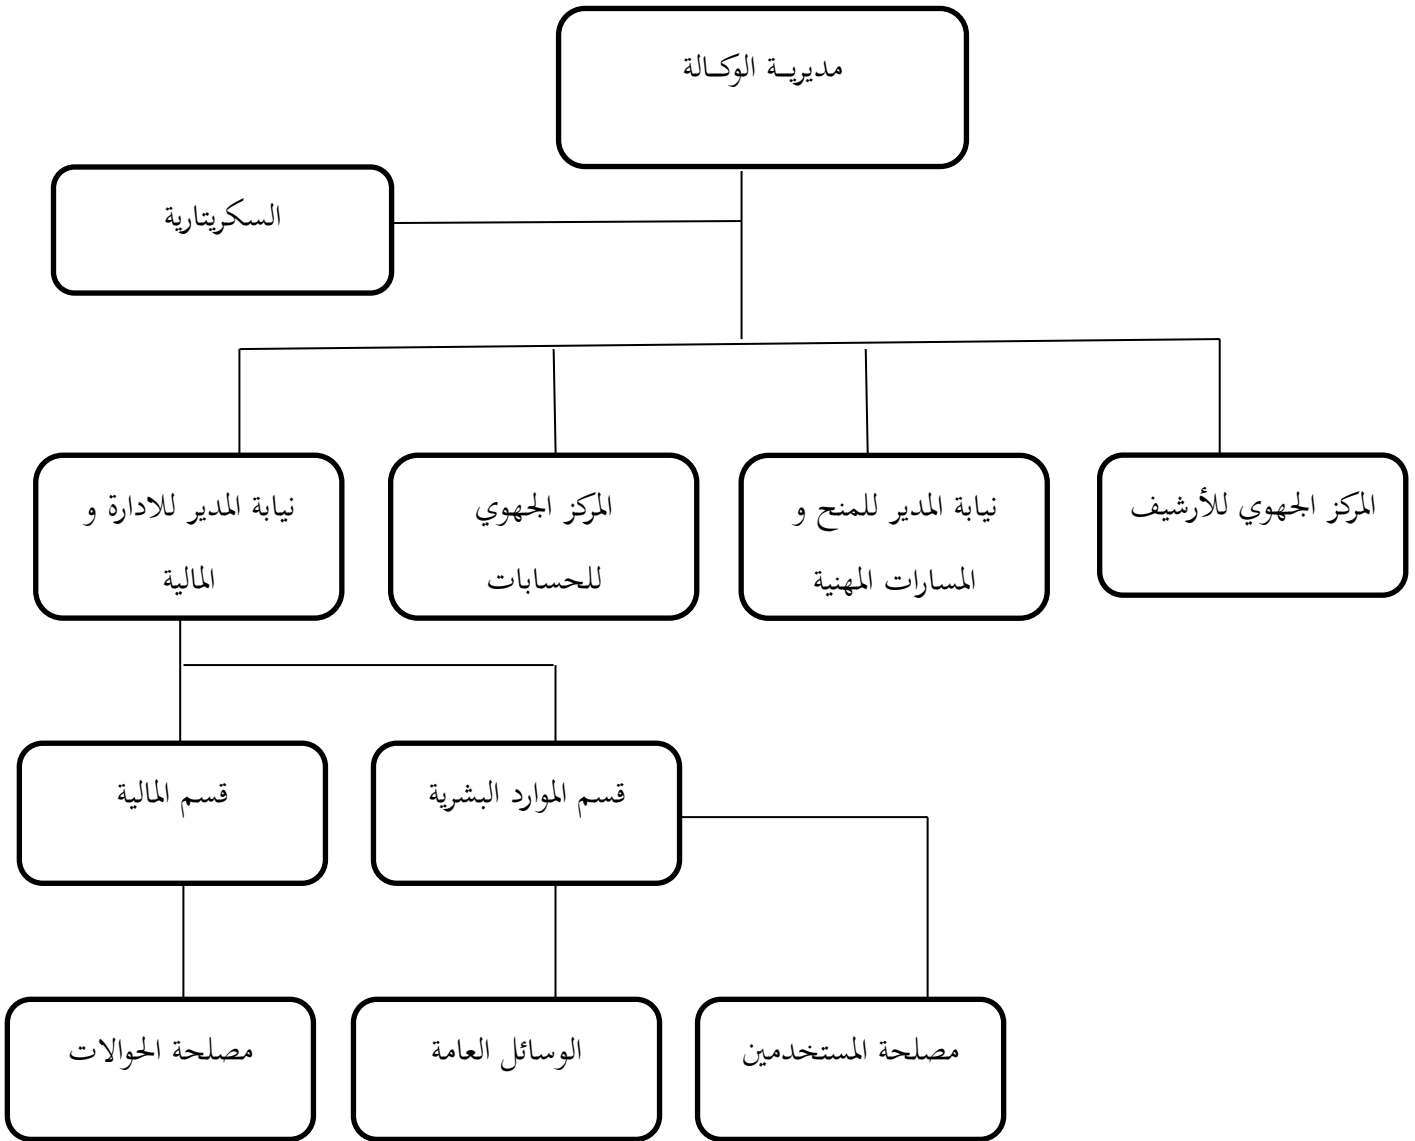 مديريــة الوكــالة
السكريتارية
المركز الجهوي للأرشيف
نيابة المدير للمنح و
المسارات المهنية
المركز الجهوي
للحسابات
نيابة المدير للادارة و
المالية
قسم الموارد البشرية
قسم المالية
مصلحة المستخدمين
الوسائل العامة
مصلحة الحوالات